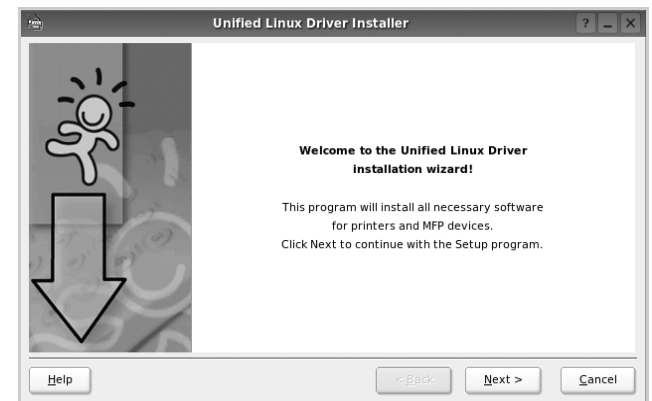 Unified Linux Driver Installer
Welcome to the Unified Linux Driver
installation wizard!
This program will install all necessary software
for printers and MFP devices.
Click Next to continue with the Setup program.
Help
< Back
Next >
Cancel